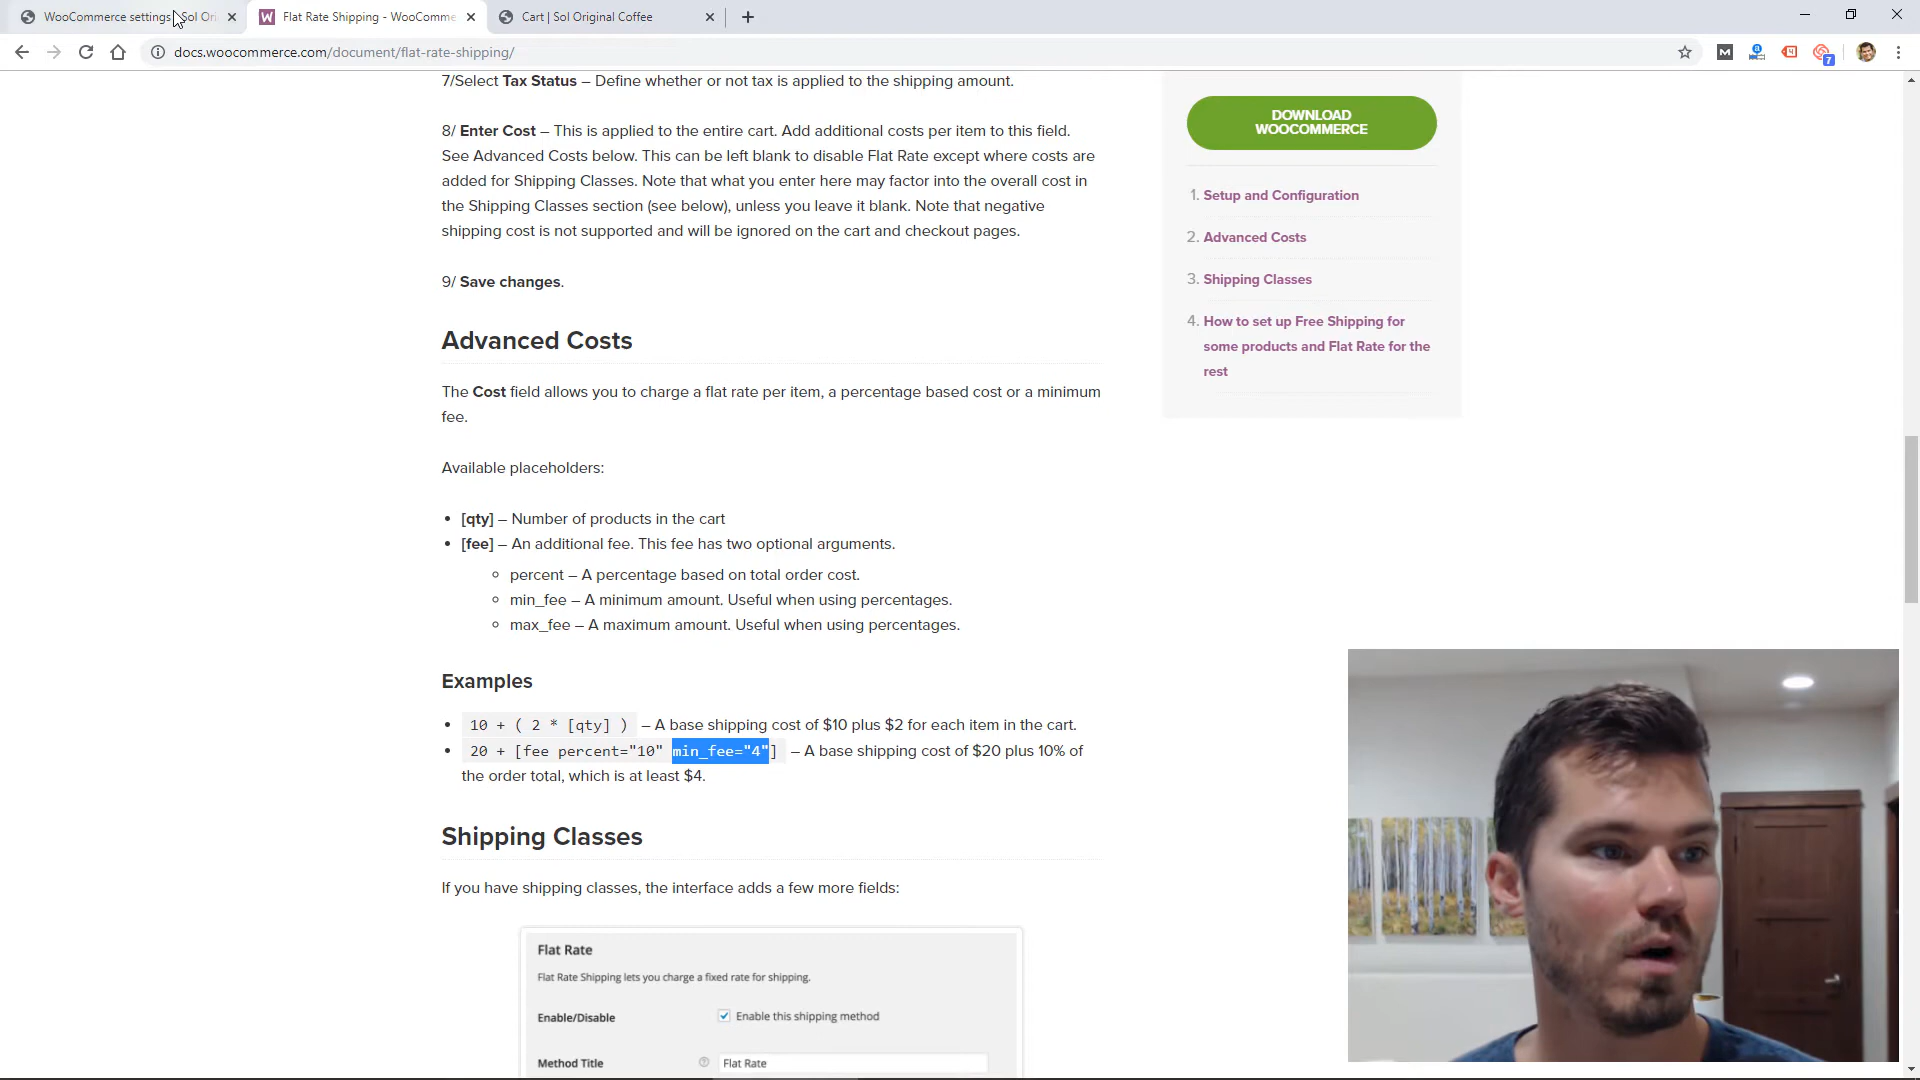 WooCommerce settings Sol Ori
Flat Rate Shipping - WooComme
Cart | Sol Original Coffee
docs.woocommerce.com/document/flat-rate-shipping/
7/Select Tax Status – Define whether or not tax is applied to the shipping amount.
8/ Enter Cost – This is applied to the entire cart. Add additional costs per item to this field.
See Advanced Costs below. This can be left blank to disable Flat Rate except where costs are
added for Shipping Classes. Note that what you enter here may factor into the overall cost in
the Shipping Classes section (see below), unless you leave it blank. Note that negative
shipping cost is not supported and will be ignored on the cart and checkout pages.
9/ Save changes.
Advanced Costs
The Cost field allows you to charge a flat rate per item, a percentage based cost or a minimum
fee.
Available placeholders:
[qty] – Number of products in the cart
[fee] – An additional fee. This fee has two optional arguments.
percent – A percentage based on total order cost.
min_fee – A minimum amount. Useful when using percentages.
max_fee – A maximum amount. Useful when using percentages.
Examples
10 + ( 2 * [qty] ) – A base shipping cost of $10 plus $2 for each item in the cart.
20 + [fee percent="10" min_fee="4"] – A base shipping cost of $20 plus 10% of
the order total, which is at least $4.
Shipping Classes
If you have shipping classes, the interface adds a few more fields:
Flat Rate
Flat Rate Shipping lets you charge a fixed rate for shipping.
Enable/Disable
Enable this shipping method
Method Title
Flat Rate
DOWNLOAD
WOOCOMMERCE
1. Setup and Configuration
2. Advanced Costs
3. Shipping Classes
4. How to set up Free Shipping for
some products and Flat Rate for the
rest